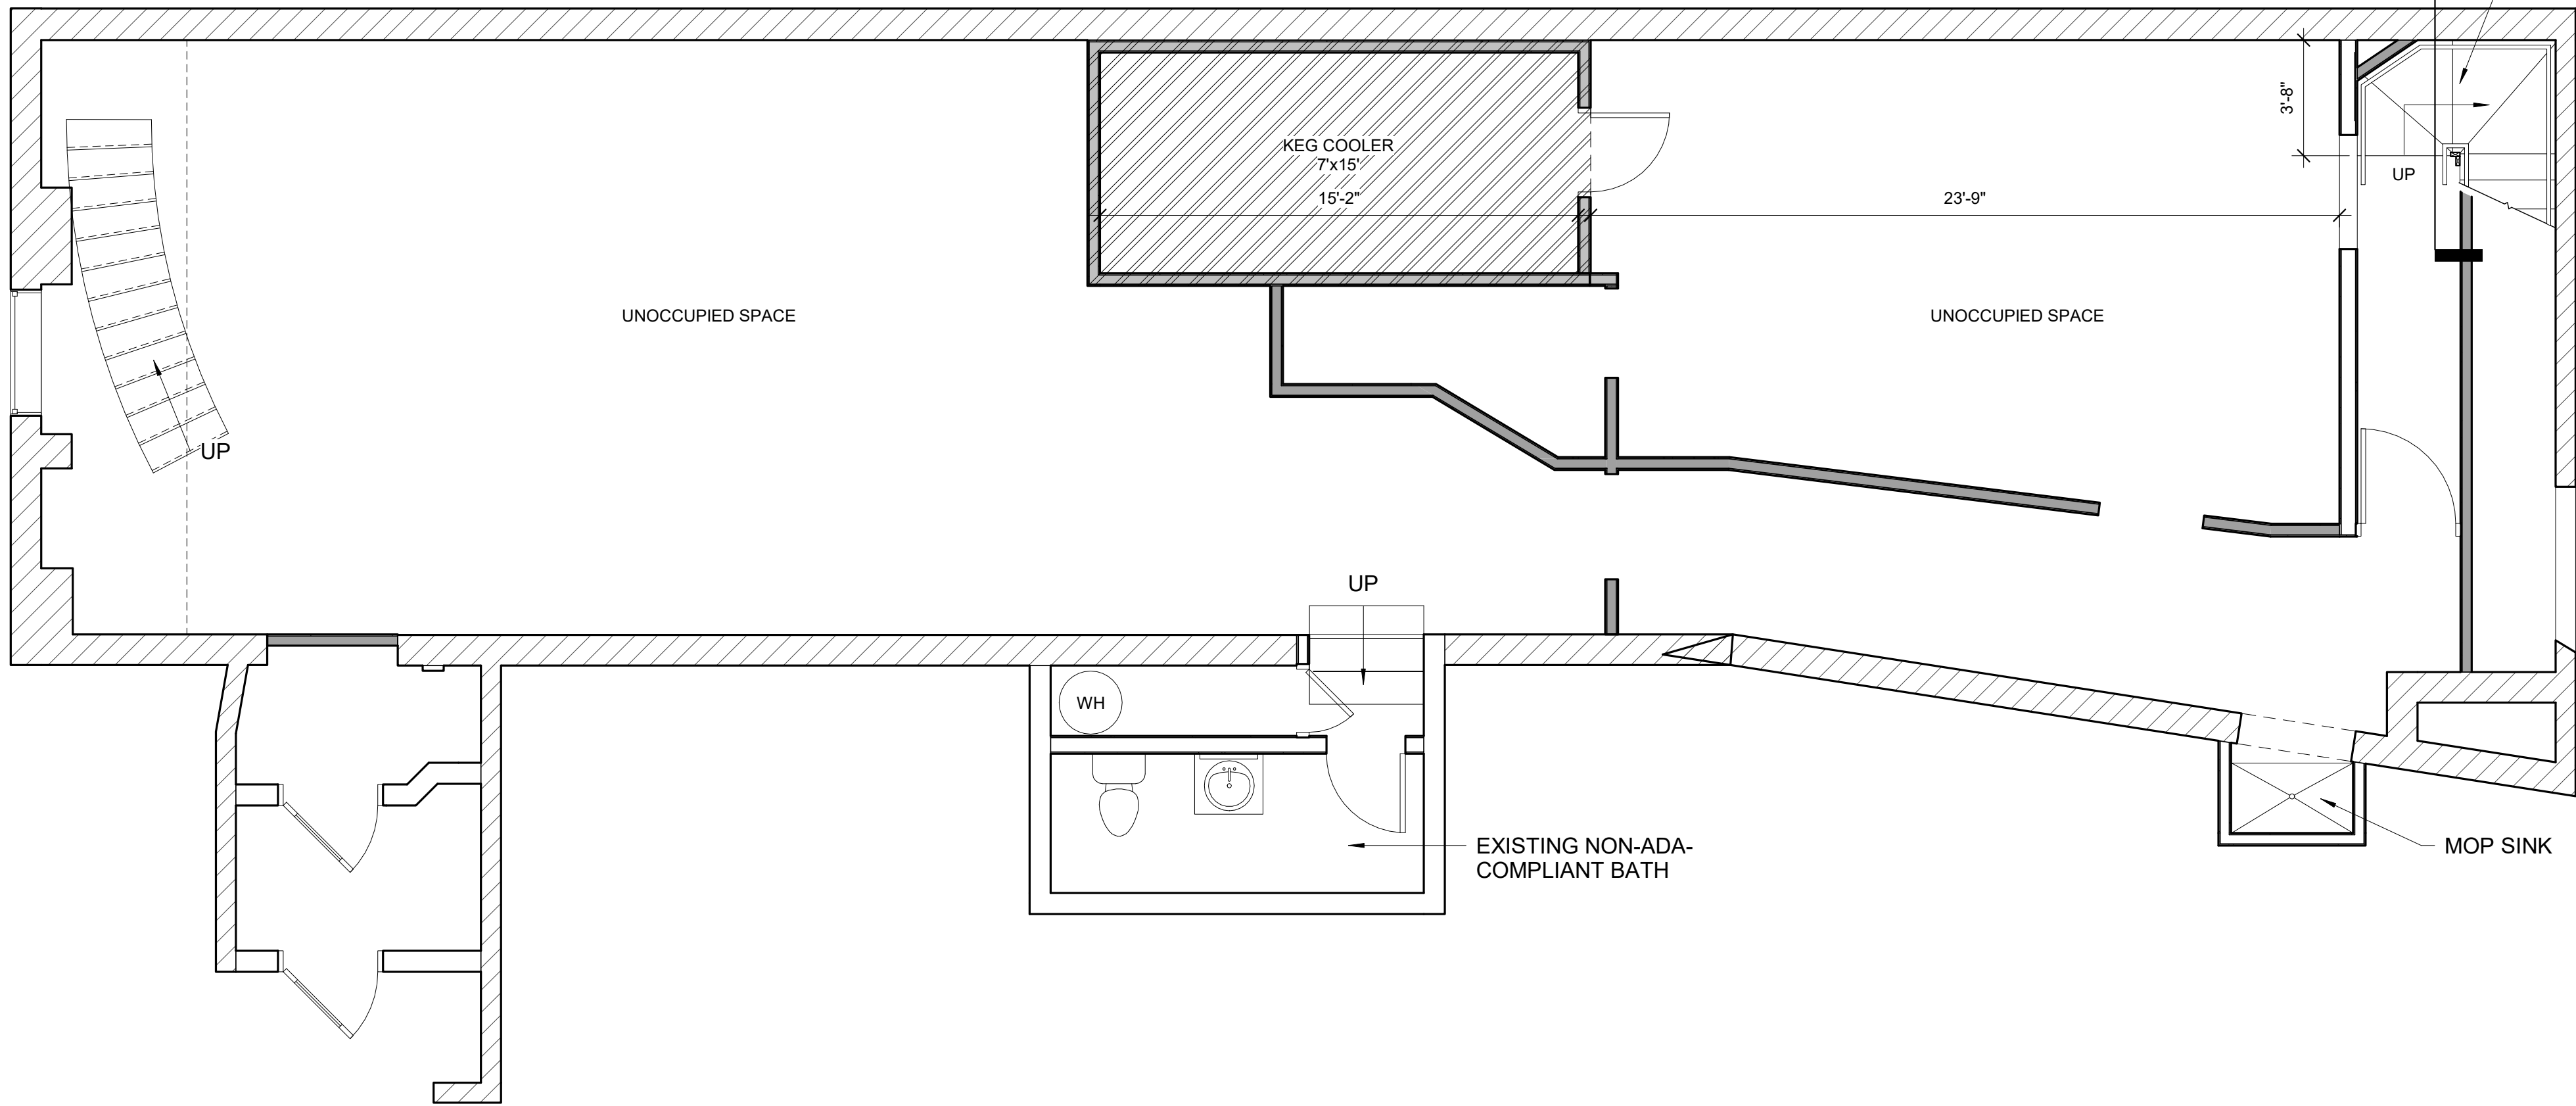 3'-8"
KEG COOLER
7'x15'
15'-2"
23'-9"
UP
UNOCCUPIED SPACE
UNOCCUPIED SPACE
UP
UP
WH
EXISTING NON-ADA-
COMPLIANT BATH
MOP SINK